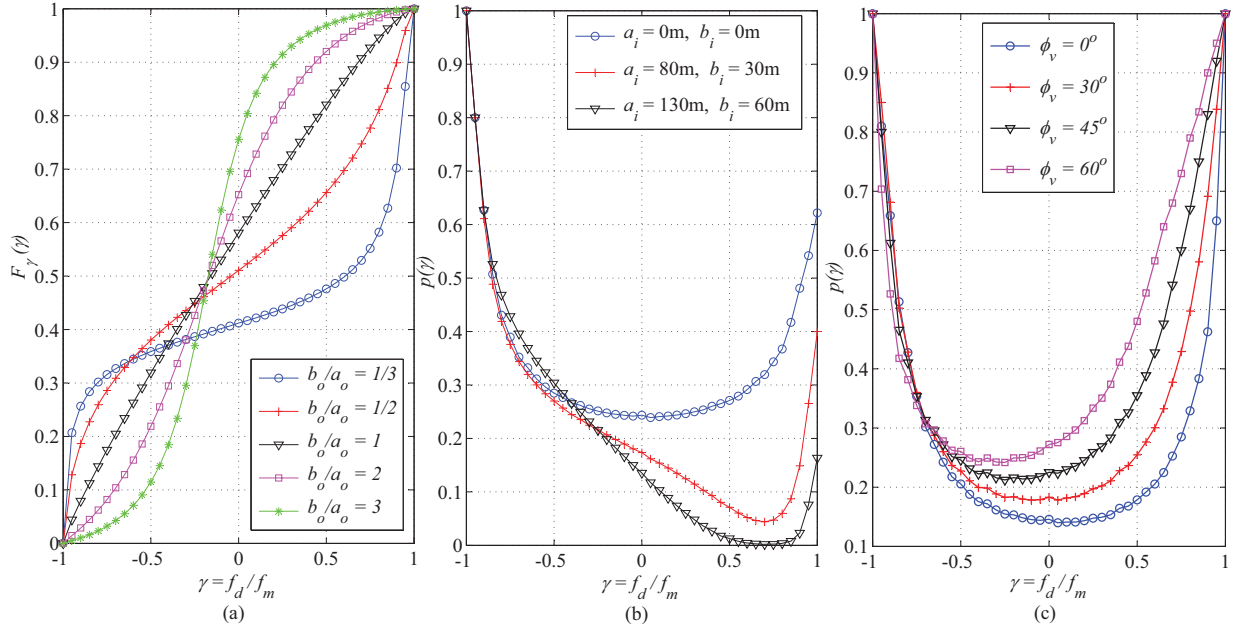 1
0.9
0.8
0.7
0.6
0.5
0.4
0.3
0.2
0.1
0
F_γ(γ)
b_o/a_o = 1/3
b_o/a_o = 1/2
b_o/a_o = 1
b_o/a_o = 2
b_o/a_o = 3
-1 -0.5 0 0.5 1
γ = f_d / f_m
(a)
1
0.9
0.8
0.7
0.6
0.5
0.4
0.3
0.2
0.1
0
p(γ)
a_i = 0m, b_i = 0m
a_i = 80m, b_i = 30m
a_i = 130m, b_i = 60m
-1 -0.5 0 0.5 1
γ = f_d / f_m
(b)
1
0.9
0.8
0.7
0.6
0.5
0.4
0.3
0.2
0.1
p(γ)
ϕ_v = 0^o
ϕ_v = 30^o
ϕ_v = 45^o
ϕ_v = 60^o
-1 -0.5 0 0.5 1
γ = f_d / f_m
(c)